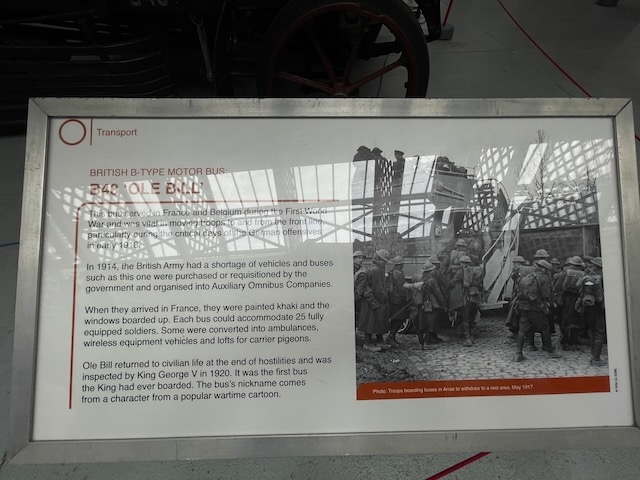 Transport
BRITISH B-TYPE MOTOR BUS:
B43 'OLE BILL'
This bus served in France and Belgium during the First World
War and was vital in moving troops to and from the front line,
particularly during the critical days of the German offensives
in early 1918.
In 1914, the British Army had a shortage of vehicles and buses
such as this one were purchased or requisitioned by the
government and organised into Auxiliary Omnibus Companies.
When they arrived in France, they were painted khaki and the
windows boarded up. Each bus could accommodate 25 fully
equipped soldiers. Some were converted into ambulances,
wireless equipment vehicles and lofts for carrier pigeons.
Ole Bill returned to civilian life at the end of hostilities and was
inspected by King George V in 1920. It was the first bus
the King had ever boarded. The bus's nickname comes
from a character from a popular wartime cartoon.
Photo: Troops boarding buses in Arras to withdraw to a rest area, May 1917